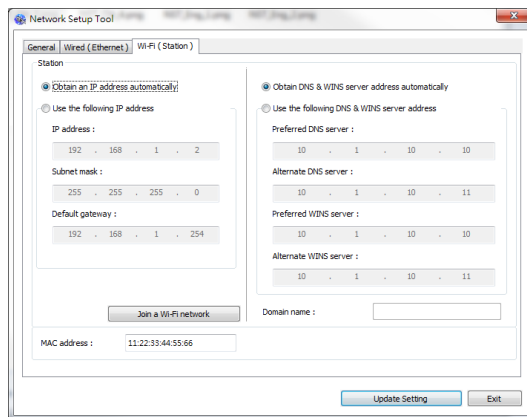 Network Setup Tool
General Wired ( Ethernet ) Wi-Fi ( Station )
Station
Obtain an IP address automatically
Use the following IP address
IP address :
192 . 168 . 1 . 2
Subnet mask :
255 . 255 . 255 . 0
Default gateway :
192 . 168 . 1 . 254
Join a Wi-Fi network
Obtain DNS & WINS server address automatically
Use the following DNS & WINS server address
Preferred DNS server :
10 . 1 . 10 . 10
Alternate DNS server :
10 . 1 . 10 . 11
Preferred WINS server :
10 . 1 . 10 . 10
Alternate WINS server :
10 . 1 . 10 . 11
Domain name :
MAC address : 11:22:33:44:55:66
Update Setting Exit